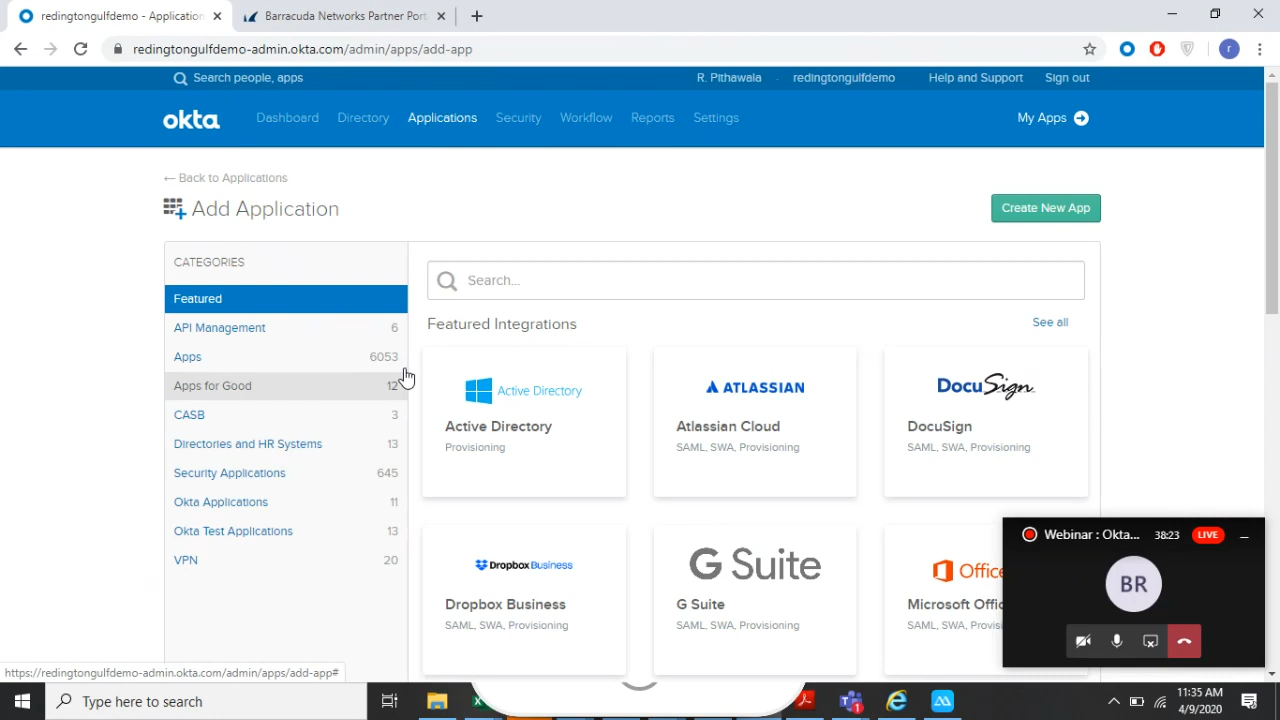 redingtongulfdemo - Application
Barracuda Networks Partner Port
redingtongulfdemo-admin.okta.com/admin/apps/add-app
r
Search people, apps
R. Pithawala
redingtongulfdemo
Help and Support
Sign out
okta
Dashboard
Directory
Applications
Security
Workflow
Reports
Settings
My Apps
← Back to Applications
Add Application
Create New App
CATEGORIES
Featured
API Management 6
Apps 6053
Apps for Good 12
CASB 3
Directories and HR Systems 13
Security Applications 645
Okta Applications 11
Okta Test Applications 13
VPN 20
Search...
Featured Integrations
See all
Active Directory
Active Directory
Provisioning
ATLASSIAN
Atlassian Cloud
SAML, SWA, Provisioning
DocuSign
DocuSign
SAML, SWA, Provisioning
Dropbox Business
Dropbox Business
SAML, SWA, Provisioning
G Suite
G Suite
SAML, SWA, Provisioning
Office
Microsoft Offic
SAML, SWA, Provis
Webinar : Okta...
38:23
LIVE
BR
https://redingtongulfdemo-admin.okta.com/admin/apps/add-app#
Type here to search
11:35 AM
4/9/2020